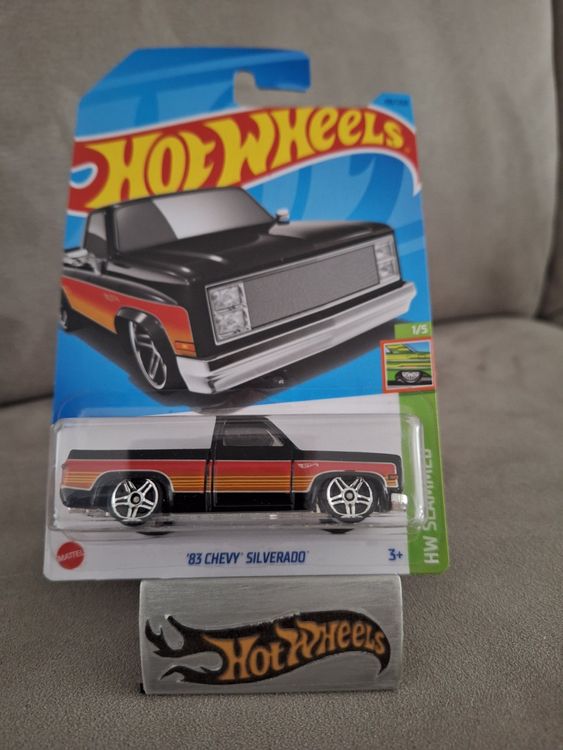 HOT WHEELS
1/5
HW SLAMMED
MATTEL
'83 CHEVY SILVERADO
3+
HOT WHEELS